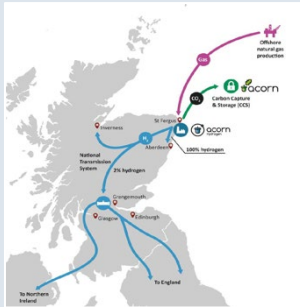 Gas
Offshore
natural gas
production
CO₂
acorn
Carbon Capture
& Storage (CCS)
St Fergus
acorn
hydrogen
Inverness
H₂
Aberdeen
100% hydrogen
National
Transmission
System
2% hydrogen
Grangemouth
Glasgow
Edinburgh
To Northern
Ireland
To England